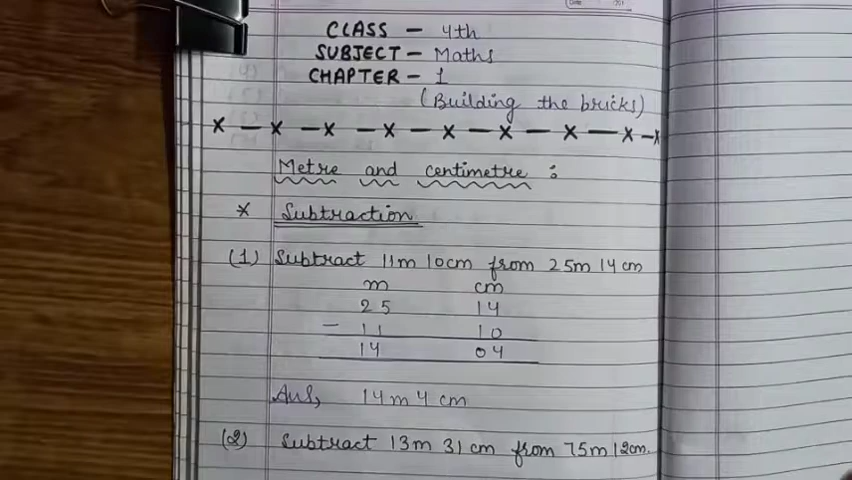 CLASS – 4th
SUBJECT – Maths
CHAPTER – 1
(Building the bricks)
x – x – x – x – x – x – x – x – x
Metre and centimetre :
* Subtraction
(1) Subtract 11m 10cm from 25m 14cm
m cm
25 14
– 11 10
14 04
Ans, 14m 4cm
(2) Subtract 13m 31cm from 75m 12cm.